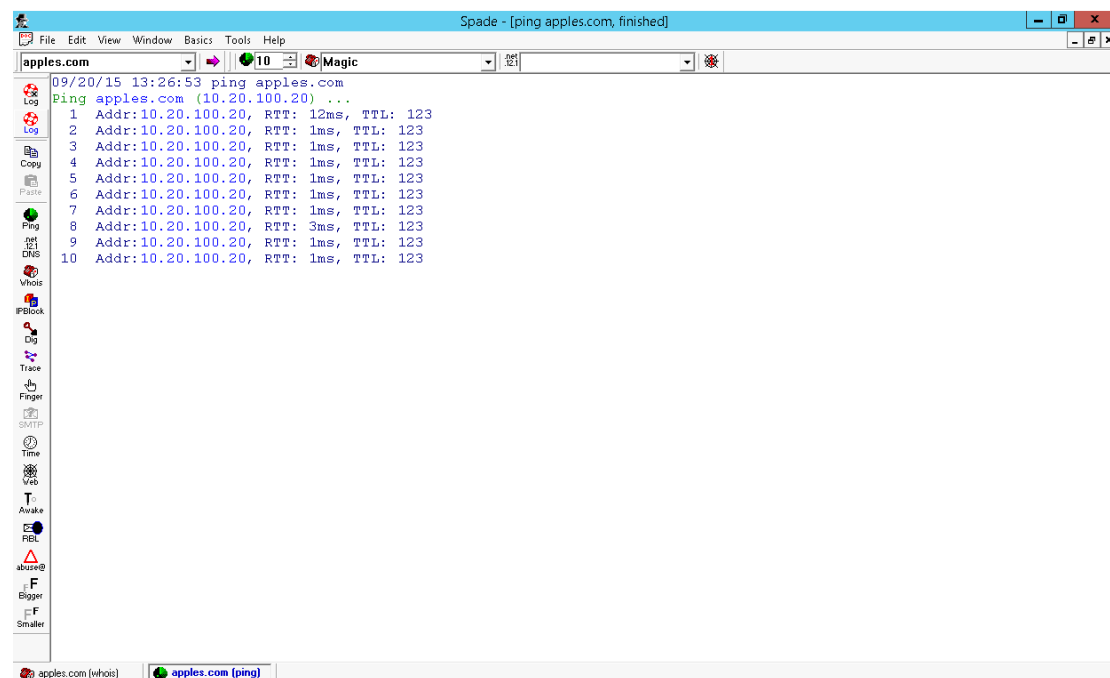 Spade - [ping apples.com, finished]
File Edit View Window Basics Tools Help
apples.com 10 Magic .net 12.1
09/20/15 13:26:53 ping apples.com
Ping apples.com (10.20.100.20) ...
1 Addr:10.20.100.20, RTT: 12ms, TTL: 123
2 Addr:10.20.100.20, RTT: 1ms, TTL: 123
3 Addr:10.20.100.20, RTT: 1ms, TTL: 123
4 Addr:10.20.100.20, RTT: 1ms, TTL: 123
5 Addr:10.20.100.20, RTT: 1ms, TTL: 123
6 Addr:10.20.100.20, RTT: 1ms, TTL: 123
7 Addr:10.20.100.20, RTT: 1ms, TTL: 123
8 Addr:10.20.100.20, RTT: 3ms, TTL: 123
9 Addr:10.20.100.20, RTT: 1ms, TTL: 123
10 Addr:10.20.100.20, RTT: 1ms, TTL: 123
Log
Log
Copy
Paste
Ping
.net
12.1
DNS
Whois
IPBlock
Dig
Trace
Finger
SMTP
Time
Web
Awake
RBL
abuse@
Bigger
Smaller
apples.com (whois) apples.com (ping)